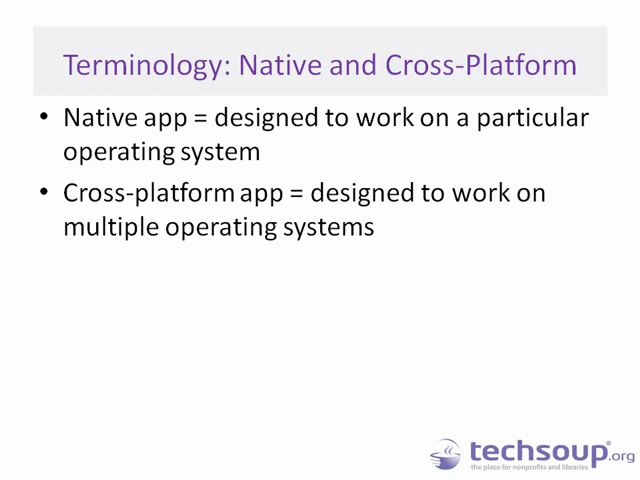 Terminology: Native and Cross-Platform
• Native app = designed to work on a particular
operating system
• Cross-platform app = designed to work on
multiple operating systems
techsoup®.org
the place for nonprofits and libraries